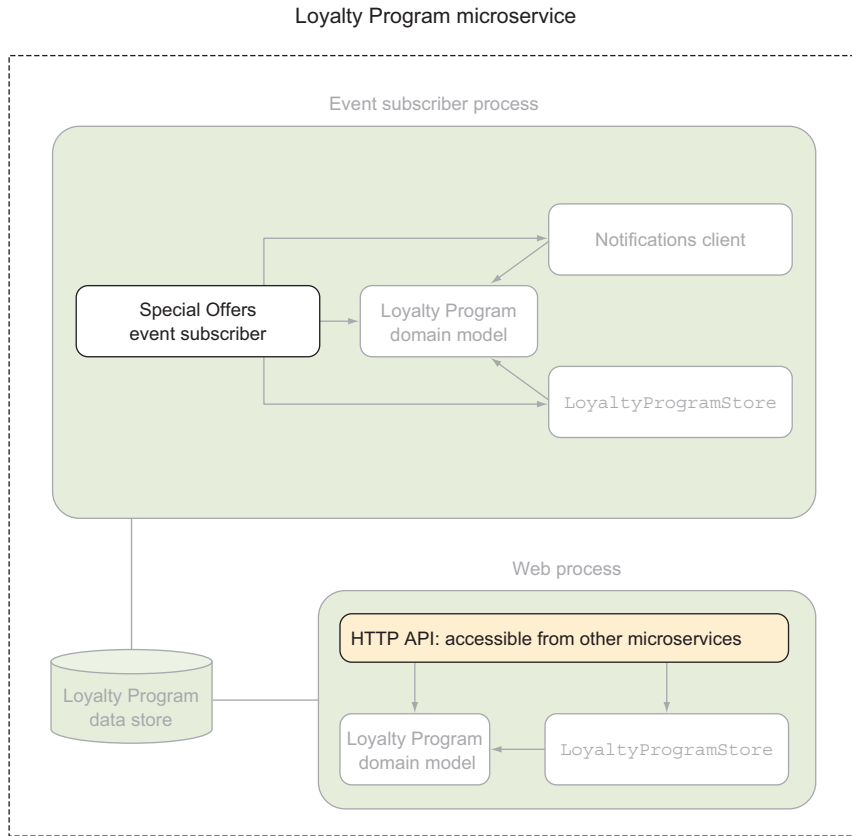 Loyalty Program microservice
Event subscriber process
Notifications client
Special Offers
event subscriber
Loyalty Program
domain model
LoyaltyProgramStore
Web process
HTTP API: accessible from other microservices
Loyalty Program
data store
Loyalty Program
domain model
LoyaltyProgramStore